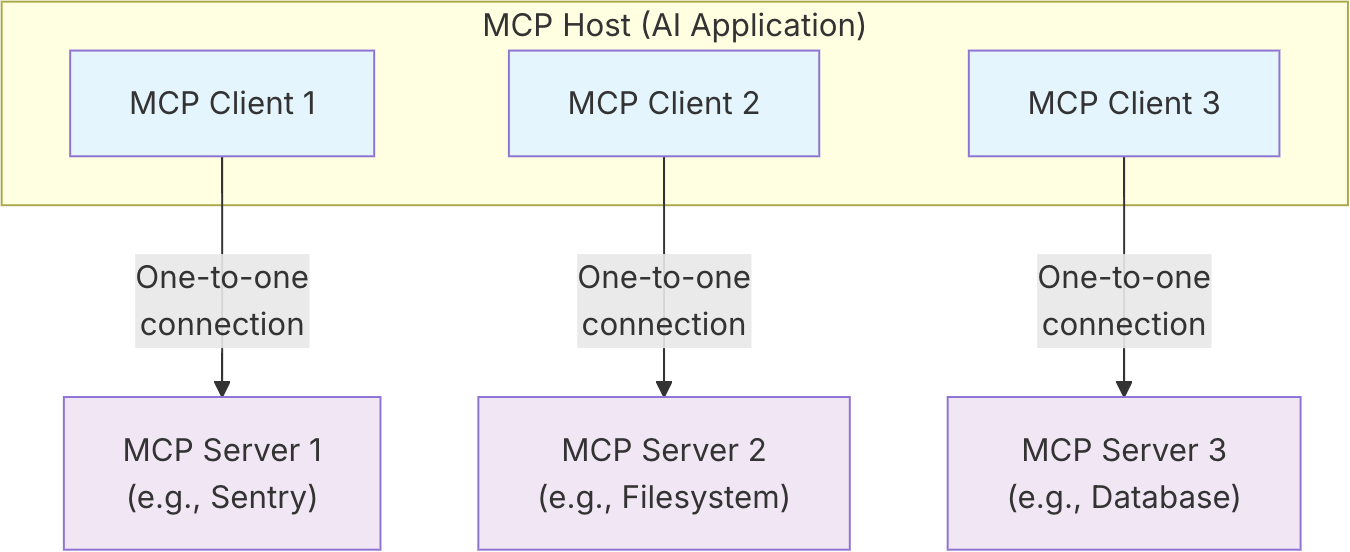 MCP Host (AI Application)
MCP Client 1
MCP Client 2
MCP Client 3
One-to-one
connection
One-to-one
connection
One-to-one
connection
MCP Server 1
(e.g., Sentry)
MCP Server 2
(e.g., Filesystem)
MCP Server 3
(e.g., Database)